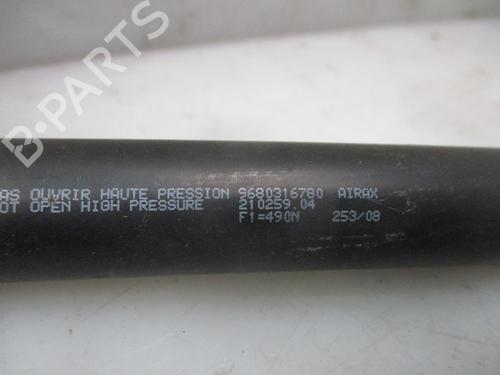 AS OUVRIR HAUTE PRESSION 9680316780 AIRAX
OT OPEN HIGH PRESSURE 210259.04
F1=490N 253/08
B-PARTS